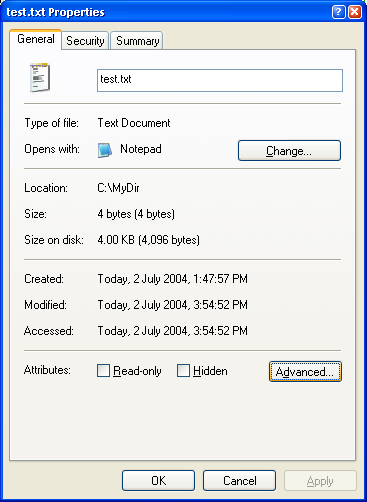 test.txt Properties
General Security Summary
test.txt
Type of file: Text Document
Opens with: Notepad Change...
Location: C:\MyDir
Size: 4 bytes (4 bytes)
Size on disk: 4.00 KB (4,096 bytes)
Created: Today, 2 July 2004, 1:47:57 PM
Modified: Today, 2 July 2004, 3:54:52 PM
Accessed: Today, 2 July 2004, 3:54:52 PM
Attributes: Read-only Hidden Advanced...
OK Cancel Apply